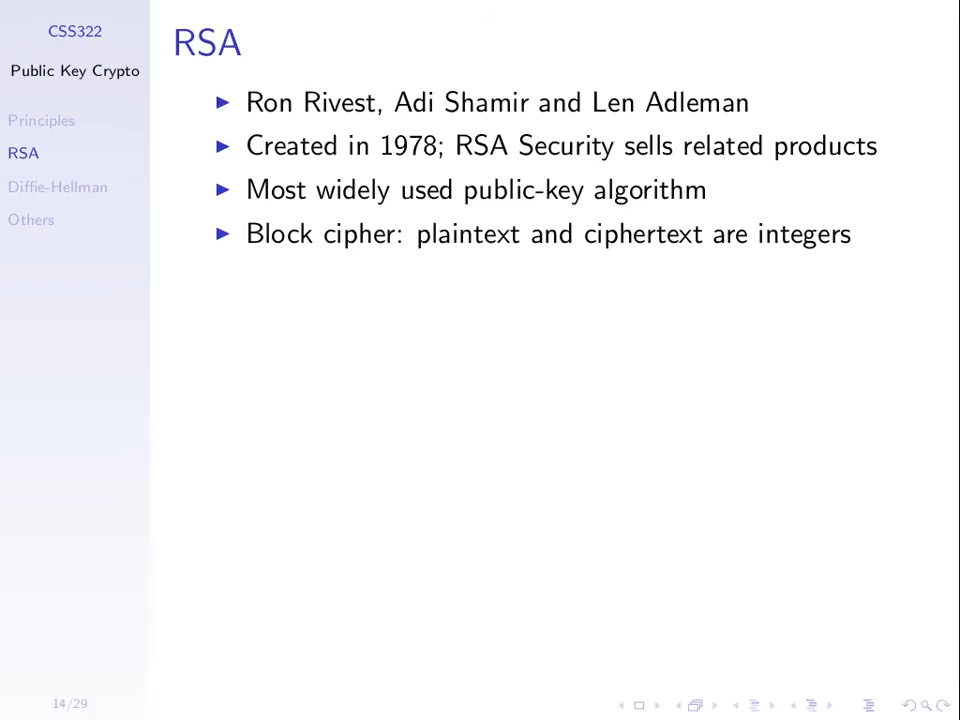 CSS322
Public Key Crypto
Principles
RSA
Diffie-Hellman
Others
RSA
Ron Rivest, Adi Shamir and Len Adleman
Created in 1978; RSA Security sells related products
Most widely used public-key algorithm
Block cipher: plaintext and ciphertext are integers
14/29